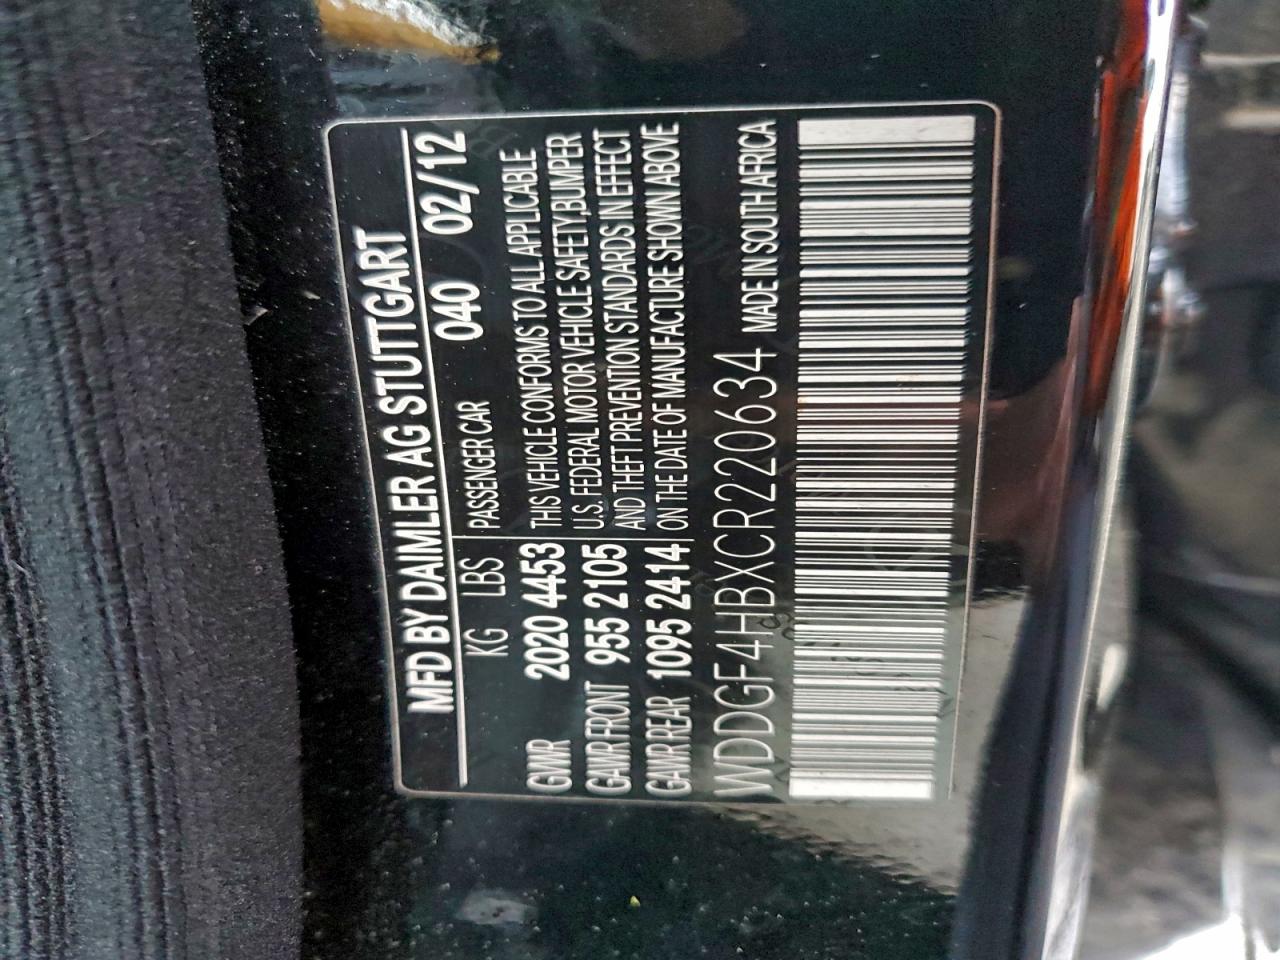 MFD BY DAIMLER AG STUTTGART
KG LBS 040 02/12
PASSENGER CAR
GWR 2020 4453 THIS VEHICLE CONFORMS TO ALL APPLICABLE
GAWR FRONT 955 2105 U.S. FEDERAL MOTOR VEHICLE SAFETY,BUMPER
AND THEFT PREVENTION STANDARDS IN EFFECT
GAWR REAR 1095 2414 ON THE DATE OF MANUFACTURE SHOWN ABOVE
WDDGF4HBXCR220634 MADE IN SOUTH AFRICA